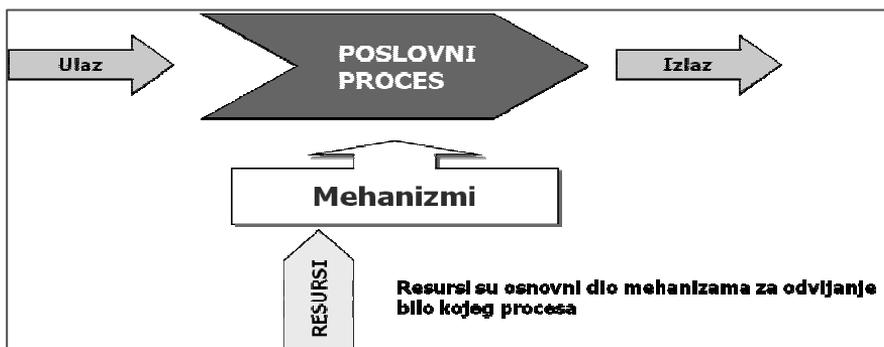 Ulaz
POSLOVNI
PROCES
Izlaz
Mehanizmi
RESURSI
Resursi su osnovni dio mehanizama za odvijanje
bilo kojeg procesa